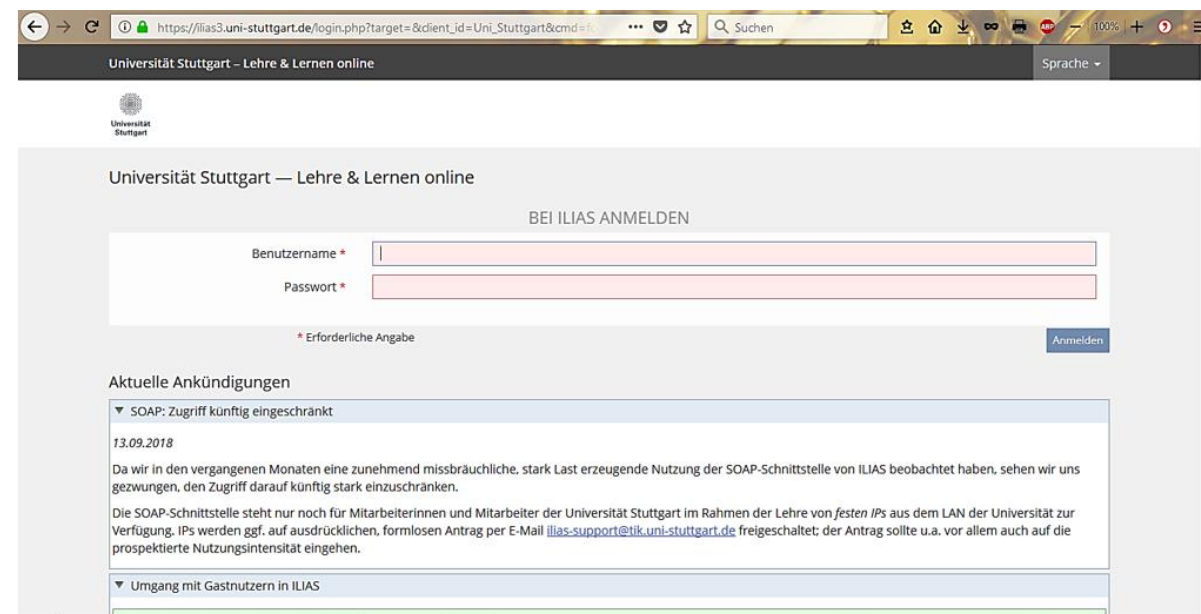 https://ilias3.uni-stuttgart.de/login.php?target=&client_id=Uni_Stuttgart&cmd=
Suchen
ABP
100%
Universität Stuttgart – Lehre & Lernen online
Sprache
Universität
Stuttgart
Universität Stuttgart — Lehre & Lernen online
BEI ILIAS ANMELDEN
Benutzername *
Passwort *
* Erforderliche Angabe
Anmelden
Aktuelle Ankündigungen
SOAP: Zugriff künftig eingeschränkt
13.09.2018
Da wir in den vergangenen Monaten eine zunehmend missbräuchliche, stark Last erzeugende Nutzung der SOAP-Schnittstelle von ILIAS beobachtet haben, sehen wir uns
gezwungen, den Zugriff darauf künftig stark einzuschränken.
Die SOAP-Schnittstelle steht nur noch für Mitarbeiterinnen und Mitarbeiter der Universität Stuttgart im Rahmen der Lehre von festen IPs aus dem LAN der Universität zur
Verfügung. IPs werden ggf. auf ausdrücklichen, formlosen Antrag per E-Mail ilias-support@tik.uni-stuttgart.de freigeschaltet; der Antrag sollte u.a. vor allem auch auf die
prospektierte Nutzungsintensität eingehen.
Umgang mit Gastnutzern in ILIAS